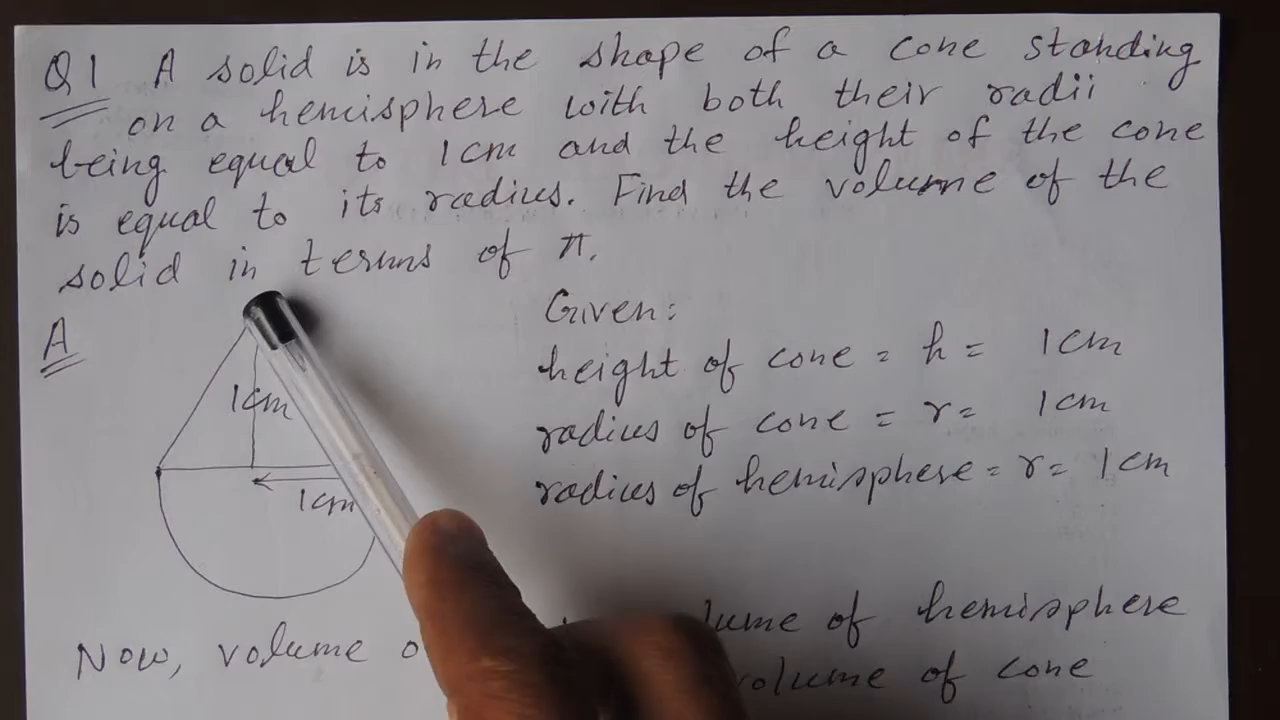 Q1 A solid is in the shape of a cone standing
on a hemisphere with both their radii
being equal to 1cm and the height of the cone
is equal to its radius. Find the volume of the
solid in terms of π.
A
Given:
height of cone = h = 1cm
radius of cone = r = 1cm
radius of hemisphere = r = 1cm
1cm
1cm
Now, volume of hemisphere
volume of cone